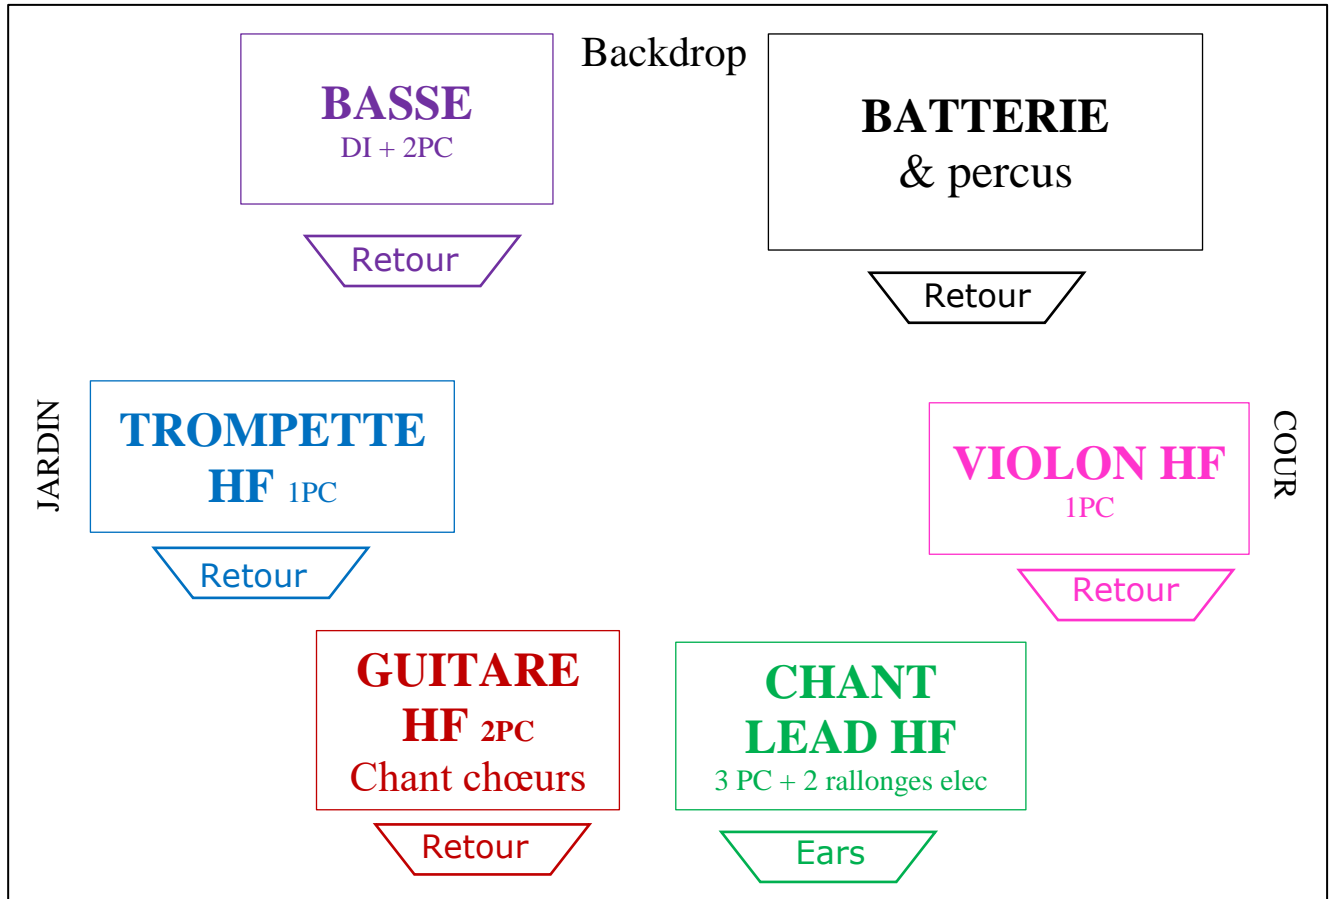 Backdrop
BASSE
DI + 2PC
Retour
BATTERIE
& percus
Retour
JARDIN
TROMPETTE
HF 1PC
Retour
VIOLON HF
1PC
Retour
COUR
GUITARE
HF 2PC
Chant chœurs
Retour
CHANT
LEAD HF
3 PC + 2 rallonges elec
Ears